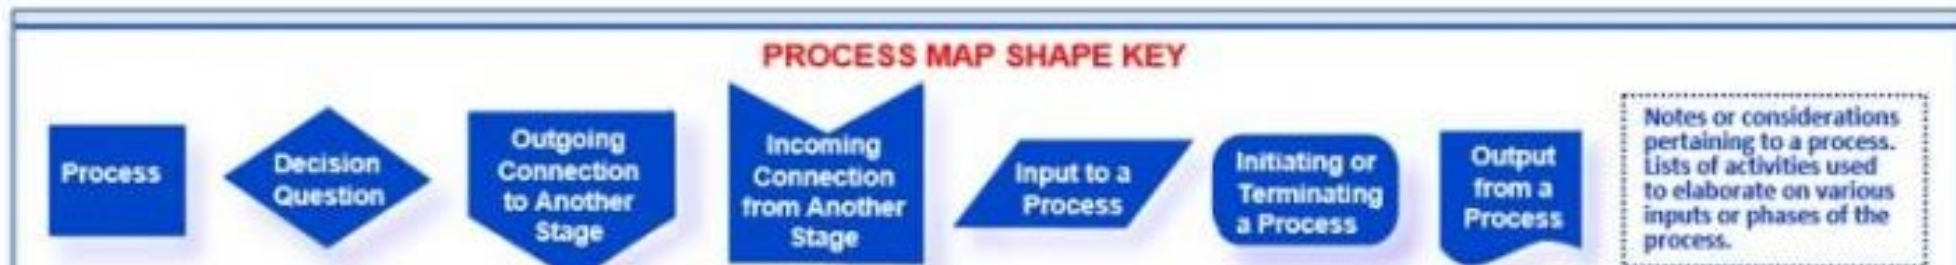 PROCESS MAP SHAPE KEY
Process
Decision
Question
Outgoing
Connection
to Another
Stage
Incoming
Connection
from Another
Stage
Input to a
Process
Initiating or
Terminating
a Process
Output
from a
Process
Notes or considerations
pertaining to a process.
Lists of activities used
to elaborate on various
inputs or phases of the
process.